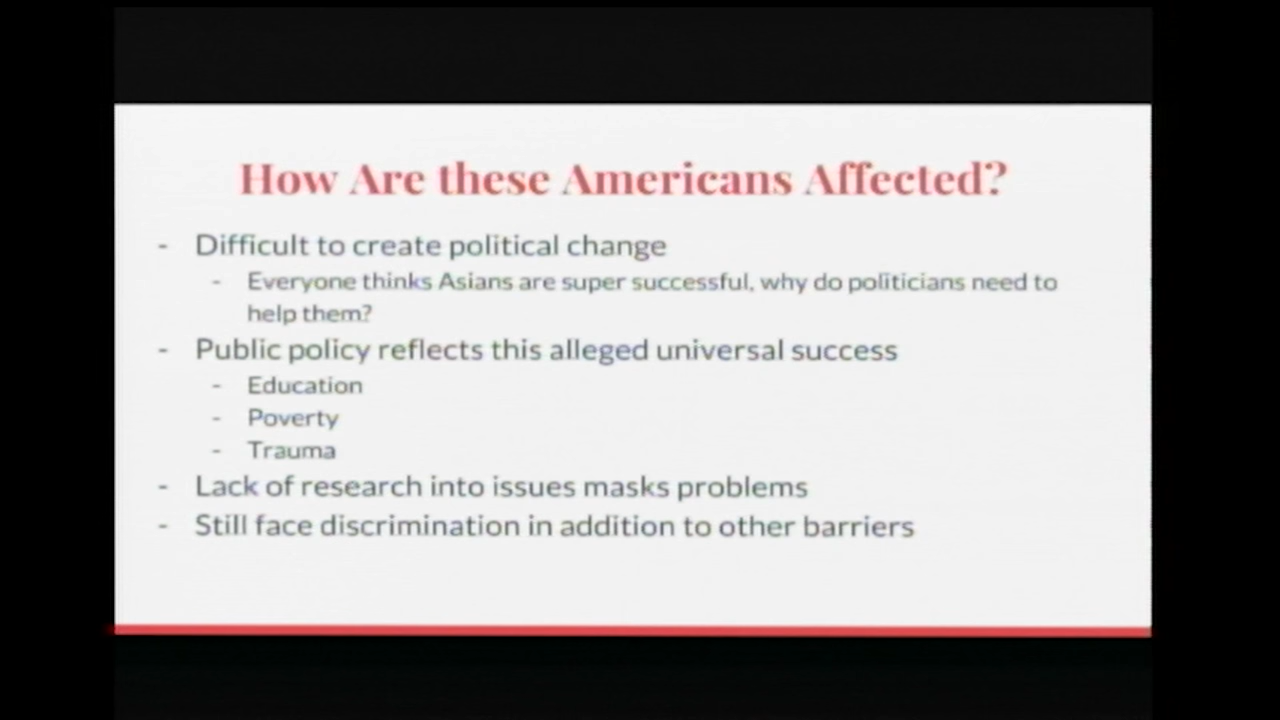 How Are these Americans Affected?
- Difficult to create political change
- Everyone thinks Asians are super successful, why do politicians need to
help them?
- Public policy reflects this alleged universal success
- Education
- Poverty
- Trauma
- Lack of research into issues masks problems
- Still face discrimination in addition to other barriers